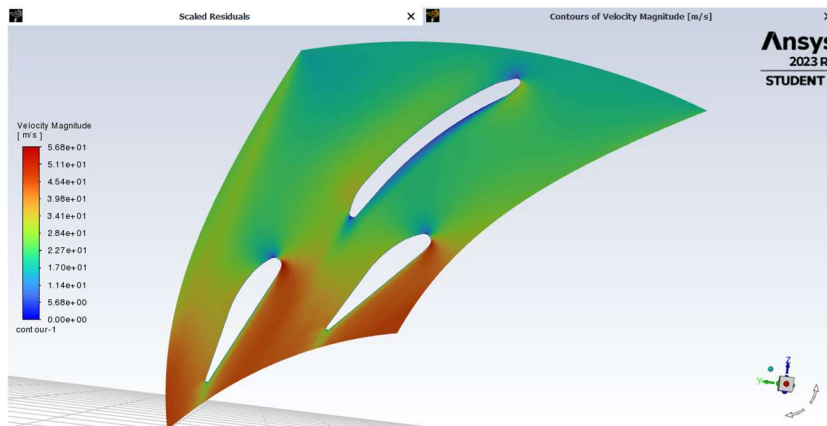 Scaled Residuals
Contours of Velocity Magnitude [m/s]
Ansys
2023 R
STUDENT
Velocity Magnitude
[ m/s ]
5.68e+01
5.11e+01
4.54e+01
3.98e+01
3.41e+01
2.84e+01
2.27e+01
1.70e+01
1.14e+01
5.68e+00
0.00e+00
contour-1
Z
Y